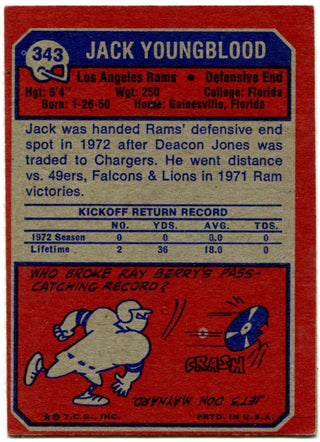 343
JACK YOUNGBLOOD
Los Angeles Rams • Defensive End
Hgt: 6'4" Wgt: 250 College: Florida
Born: 1-26-50 Home: Gainesville, Florida
Jack was handed Rams' defensive end
spot in 1972 after Deacon Jones was
traded to Chargers. He went distance
vs. 49ers, Falcons & Lions in 1971 Ram
victories.
KICKOFF RETURN RECORD
NO. YDS. AVG. TDS.
1972 Season 0 0 0.0 0
Lifetime 2 36 18.0 0
WHO BROKE RAY BERRY'S PASS-
CATCHING RECORD?
CRASH
JETS DON MAYNARD.
*© T.C.G., INC. PRTD. IN U.S.A.